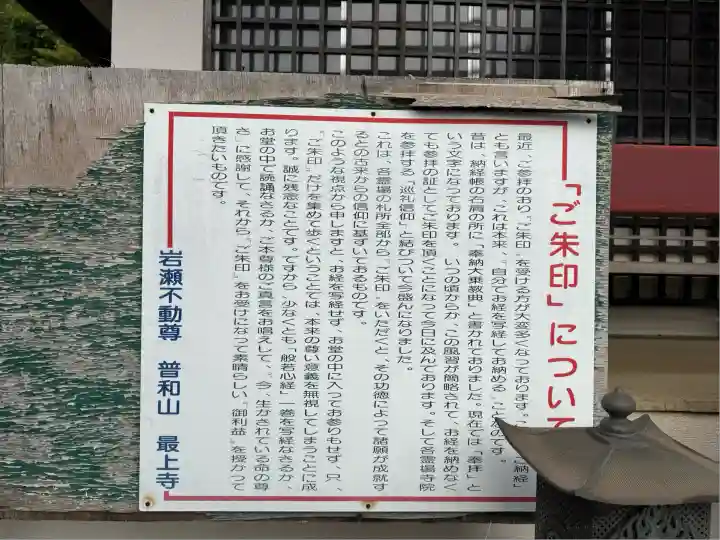 「ご朱印」について
最近、ご参拝のおり〝ご朱印〟を受ける方が大変多くなっております。こ ご納経〟
とも言いますが、これは本来、〝自分でお経を写経してお納める〟ことなのです。
昔は、納経帳の右肩の所に「奉納大乗教典」と書かれておりました。現在では「奉拝」と
いう文字になっております。いつの頃からか、この風習が簡略されて、お経を納めなく
ても参拝の証としてご朱印を頂くことになって今日に及んでおります。そして各霊場寺院
を参拝する「巡礼信仰」と結びついて今盛んになりました。
これは、各霊場の札所全部から〝ご朱印〟をいただくと、その功徳によって諸願が成就す
るとの古来からの信仰に基ずいておるものです。
このような視点から申しますと、お経を写経せず、お堂の中に入ってお参りもせず、只、
〝ご朱印〟だけを集めて歩くということでは、本来の尊い意義を無視してしまうことに成
ります。誠に残念なことです。ですから、少なくとも「般若心経」一巻を写経なさるか、
お堂の中で読誦なさるか、ご本尊様のご真言をお唱えして、〝今、生かされている命の尊
さ〟に感謝して、それから〝ご朱印〟をお受けになって素晴らしい〝御利益〟を授かって
頂きたいものです。
岩瀬不動尊 普和山 最上寺